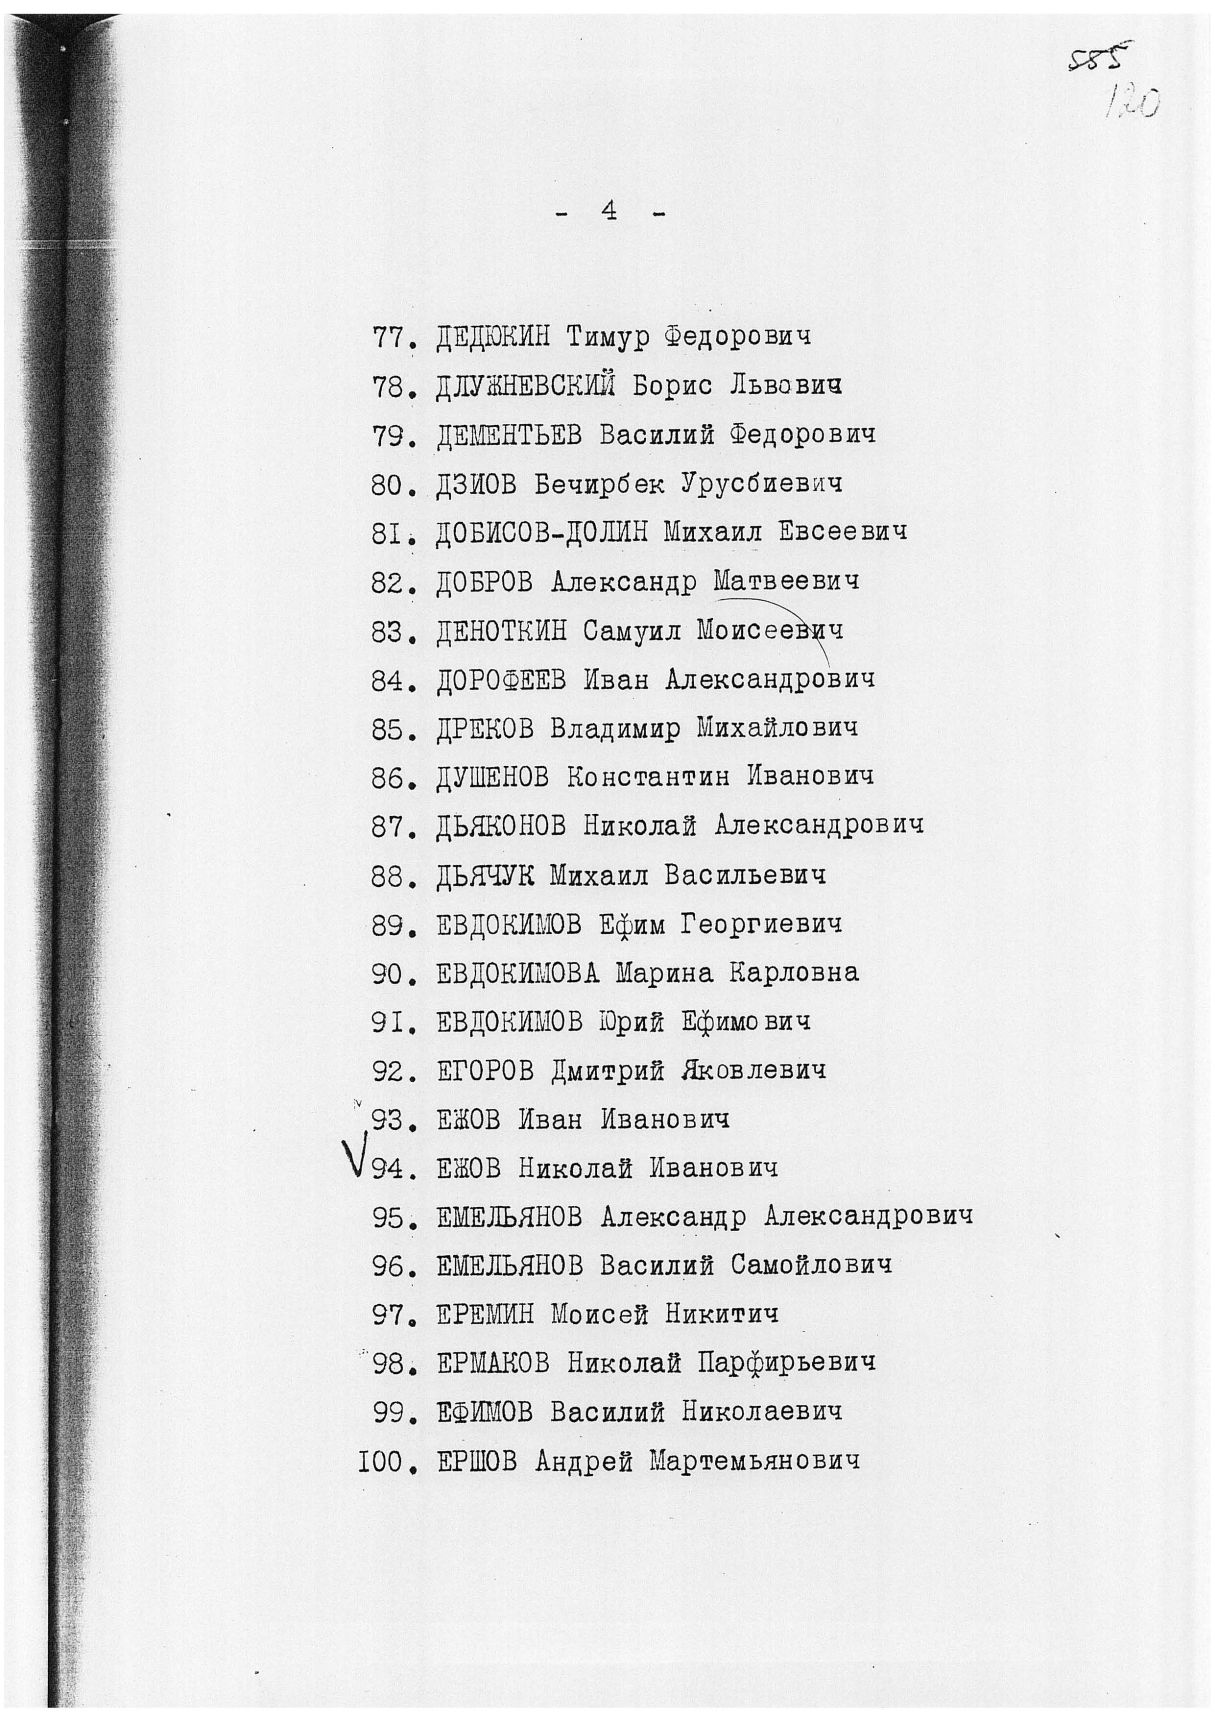 585
120
- 4 -
77. ДЕДЮКИН Тимур Федорович
78. ДЛУЖНЕВСКИЙ Борис Львович
79. ДЕМЕНТЬЕВ Василий Федорович
80. ДЗИОВ Бечирбек Урусбиевич
8I. ДОБИСОВ-ДОЛИН Михаил Евсеевич
82. ДОБРОВ Александр Матвеевич
83. ДЕНОТКИН Самуил Моисеевич
84. ДОРОФЕЕВ Иван Александрович
85. ДРЕКОВ Владимир Михайлович
86. ДУШЕНОВ Константин Иванович
87. ДЬЯКОНОВ Николай Александрович
88. ДЬЯЧУК Михаил Васильевич
89. ЕВДОКИМОВ Ефим Георгиевич
90. ЕВДОКИМОВА Марина Карловна
9I. ЕВДОКИМОВ Юрий Ефимович
92. ЕГОРОВ Дмитрий Яковлевич
93. ЕЖОВ Иван Иванович
94. ЕЖОВ Николай Иванович
95. ЕМЕЛЬЯНОВ Александр Александрович
96. ЕМЕЛЬЯНОВ Василий Самойлович
97. ЕРЕМИН Моисей Никитич
98. ЕРМАКОВ Николай Парфирьевич
99. ЕФИМОВ Василий Николаевич
I00. ЕРШОВ Андрей Мартемьянович